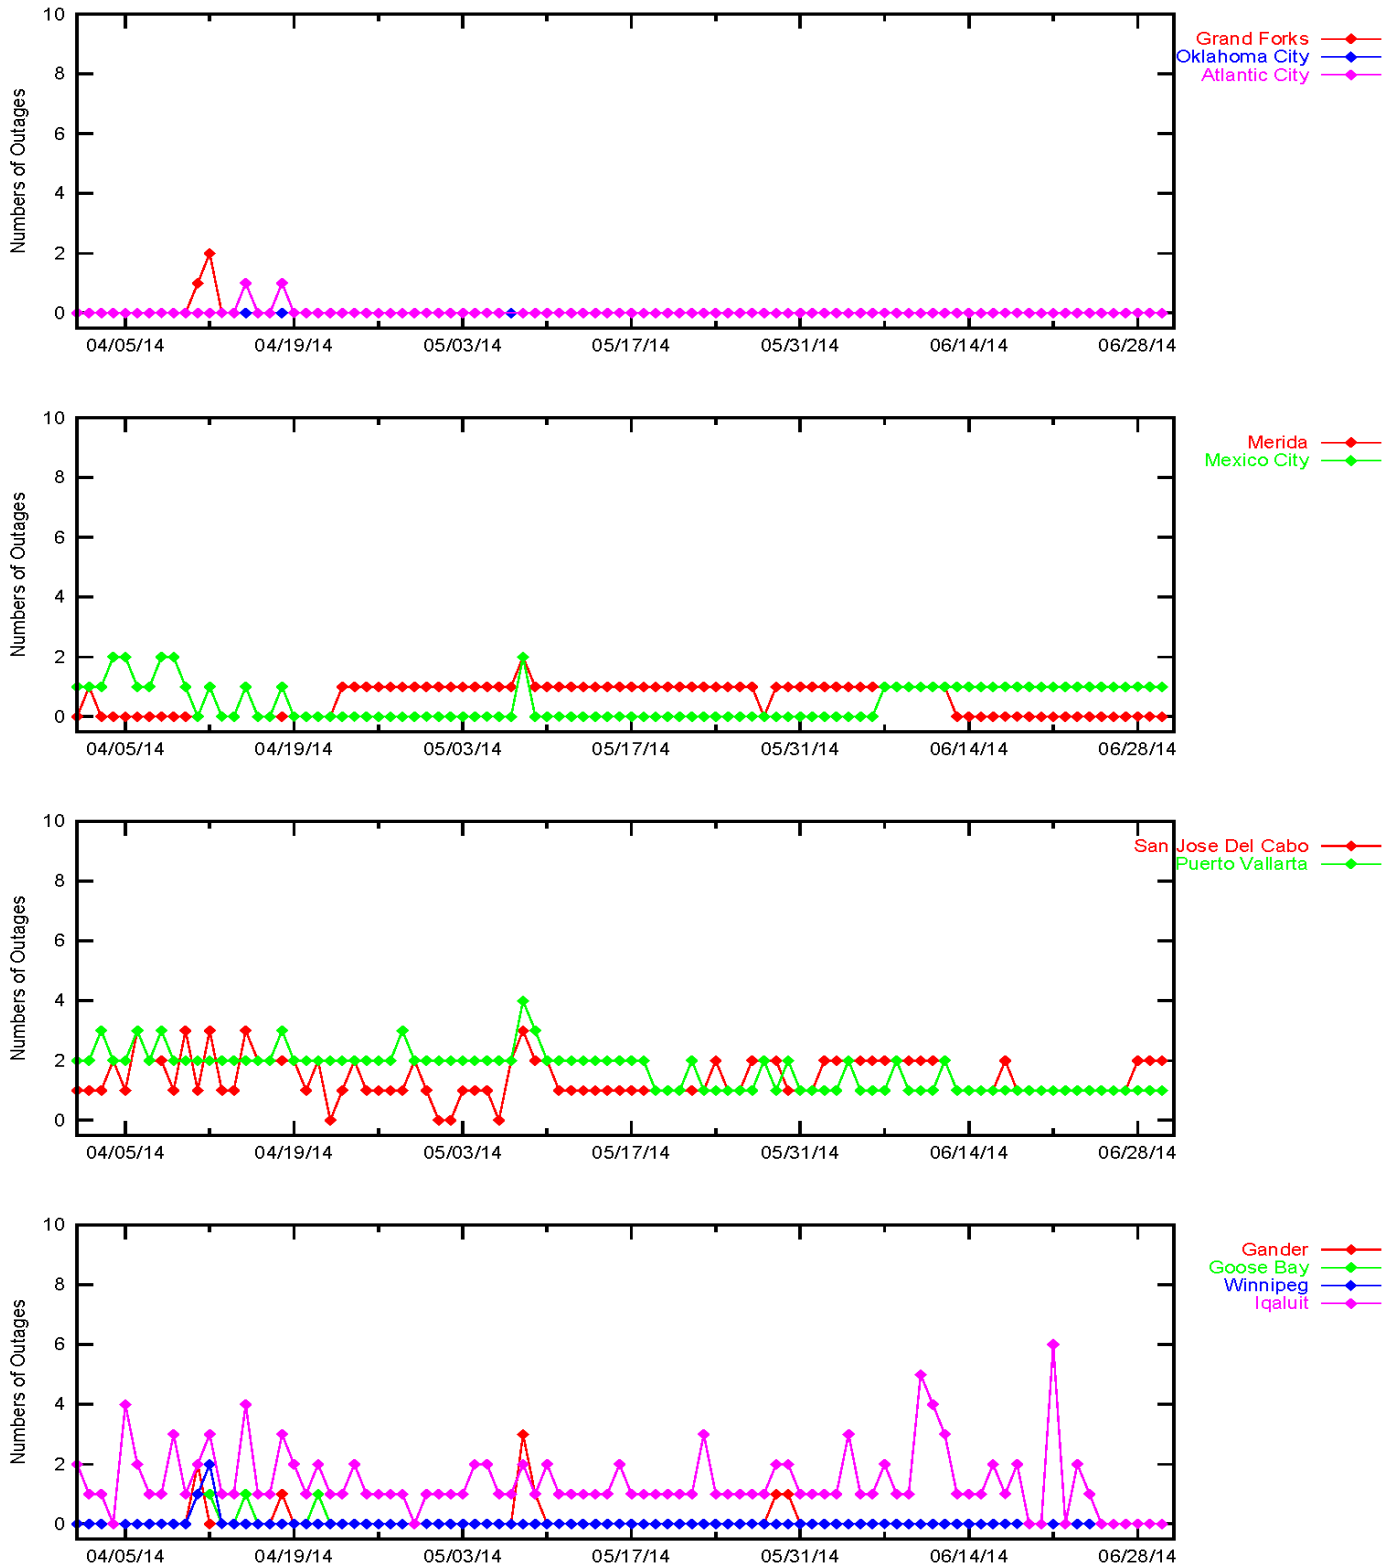 10
8
6
4
2
0
Numbers of Outages
04/05/14 04/19/14 05/03/14 05/17/14 05/31/14 06/14/14 06/28/14
Grand Forks
Oklahoma City
Atlantic City
10
8
6
4
2
0
Numbers of Outages
04/05/14 04/19/14 05/03/14 05/17/14 05/31/14 06/14/14 06/28/14
Merida
Mexico City
10
8
6
4
2
0
Numbers of Outages
04/05/14 04/19/14 05/03/14 05/17/14 05/31/14 06/14/14 06/28/14
San Jose Del Cabo
Puerto Vallarta
10
8
6
4
2
0
Numbers of Outages
04/05/14 04/19/14 05/03/14 05/17/14 05/31/14 06/14/14 06/28/14
Gander
Goose Bay
Winnipeg
Iqaluit